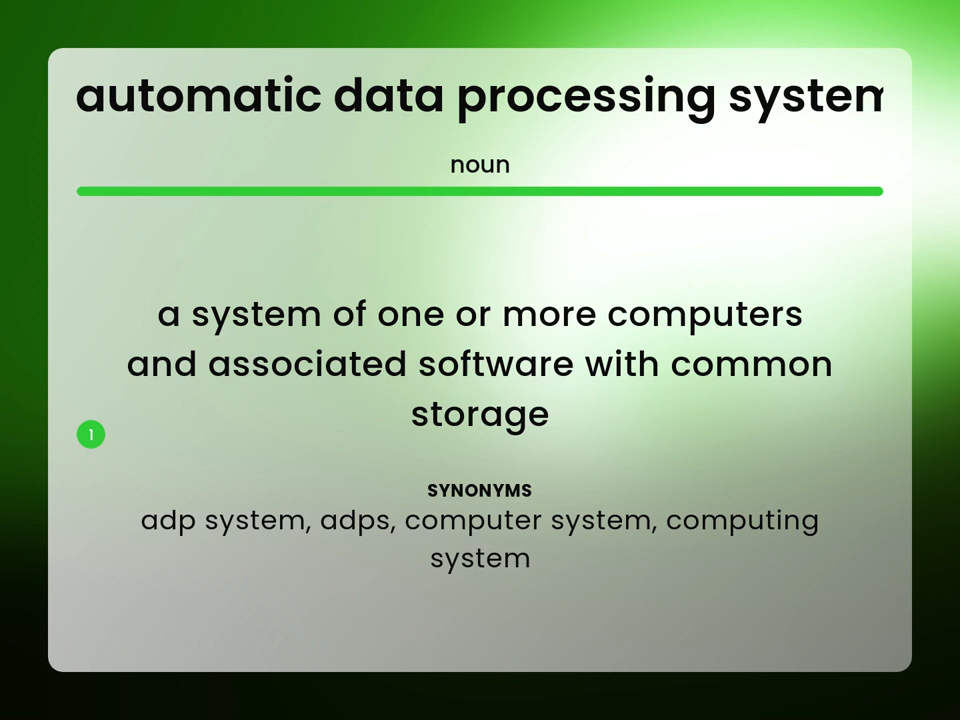 automatic data processing system
noun
a system of one or more computers
and associated software with common
storage
1
SYNONYMS
adp system, adps, computer system, computing
system